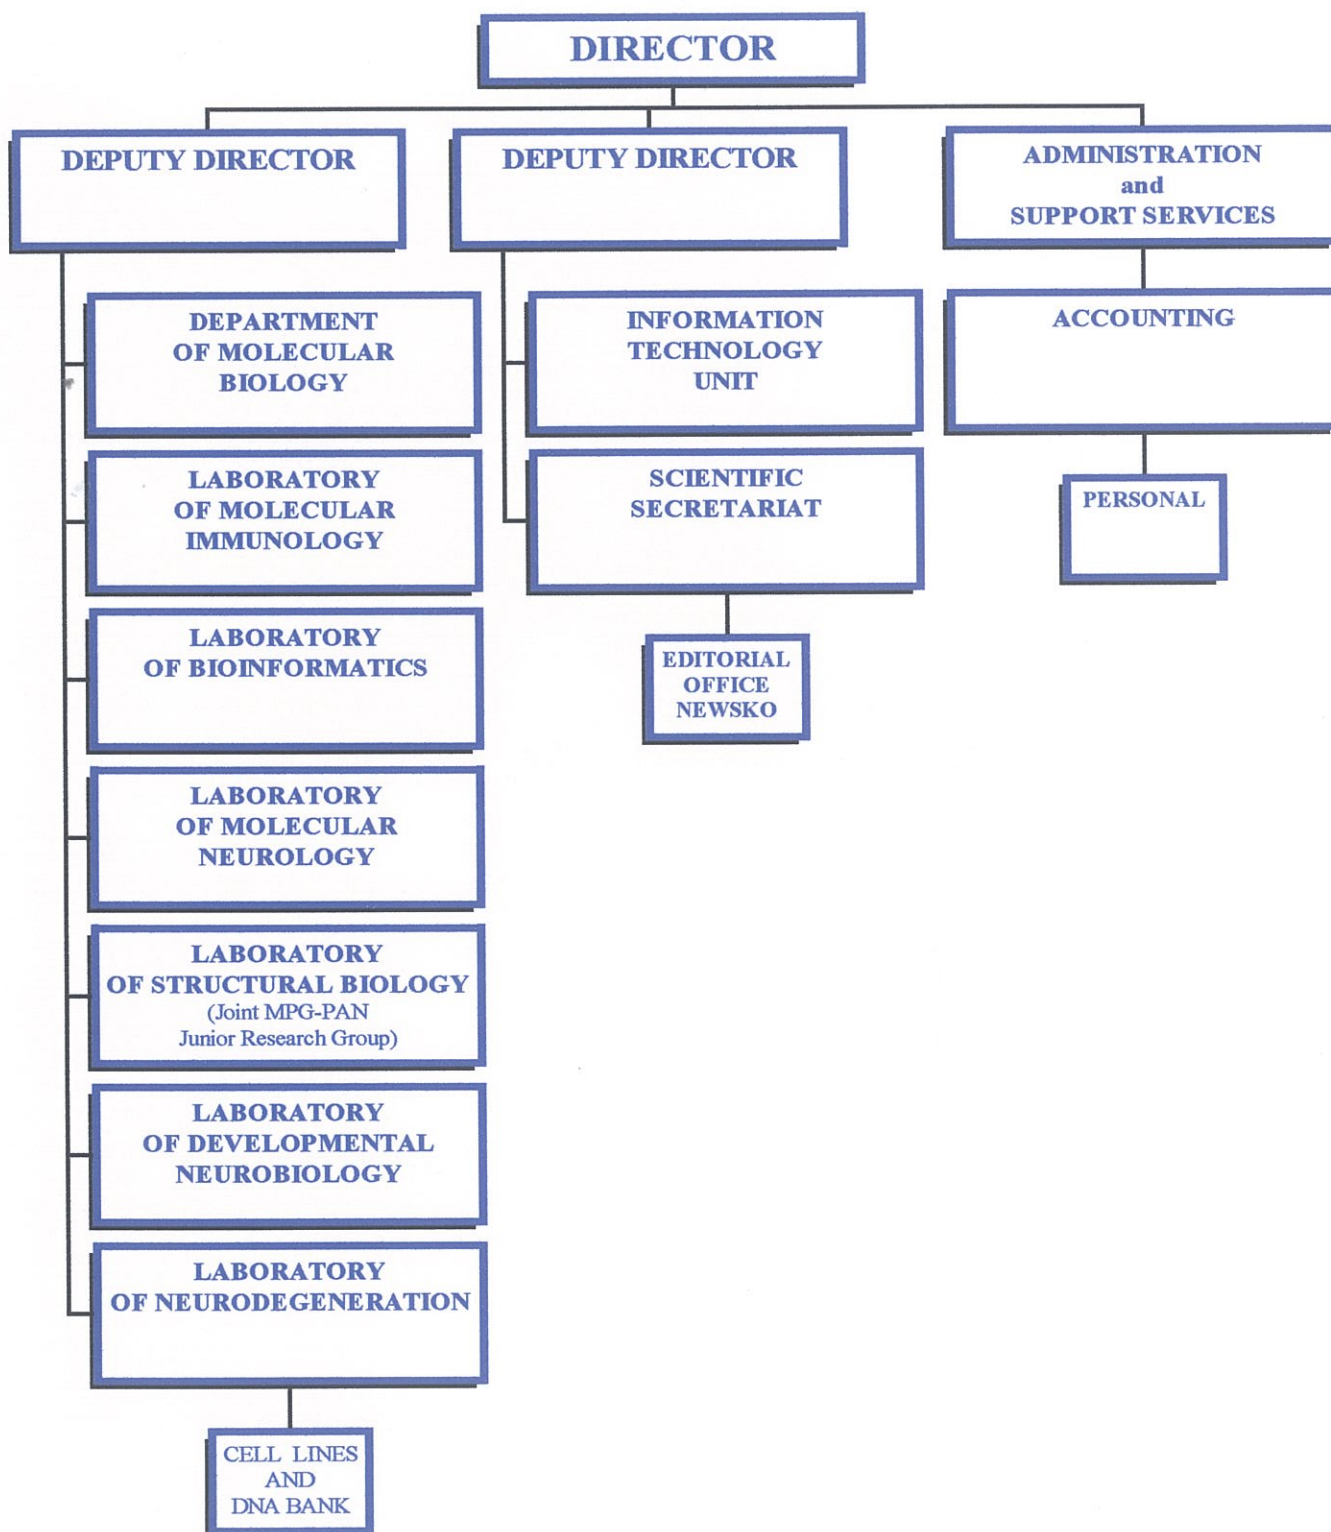 DIRECTOR
DEPUTY DIRECTOR
DEPUTY DIRECTOR
ADMINISTRATION
and
SUPPORT SERVICES
DEPARTMENT
OF MOLECULAR
BIOLOGY
LABORATORY
OF MOLECULAR
IMMUNOLOGY
LABORATORY
OF BIOINFORMATICS
LABORATORY
OF MOLECULAR
NEUROLOGY
LABORATORY
OF STRUCTURAL BIOLOGY
(Joint MPG-PAN
Junior Research Group)
LABORATORY
OF DEVELOPMENTAL
NEUROBIOLOGY
LABORATORY
OF NEURODEGENERATION
CELL LINES
AND
DNA BANK
INFORMATION
TECHNOLOGY
UNIT
SCIENTIFIC
SECRETARIAT
EDITORIAL
OFFICE
NEWSKO
ACCOUNTING
PERSONAL